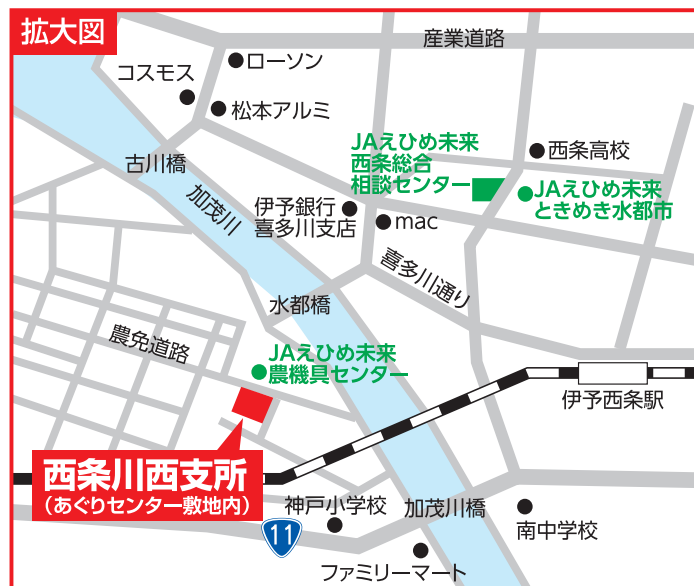 拡大図
産業道路
ローソン
コスモス
松本アルミ
JAえひめ未来
西条総合
相談センター
西条高校
古川橋
加茂川
JAえひめ未来
ときめき水都市
伊予銀行
喜多川支店
mac
喜多川通り
水都橋
農免道路
JAえひめ未来
農機具センター
伊予西条駅
西条川西支所
(あぐりセンター敷地内)
神戸小学校
加茂川橋
11
南中学校
ファミリーマート